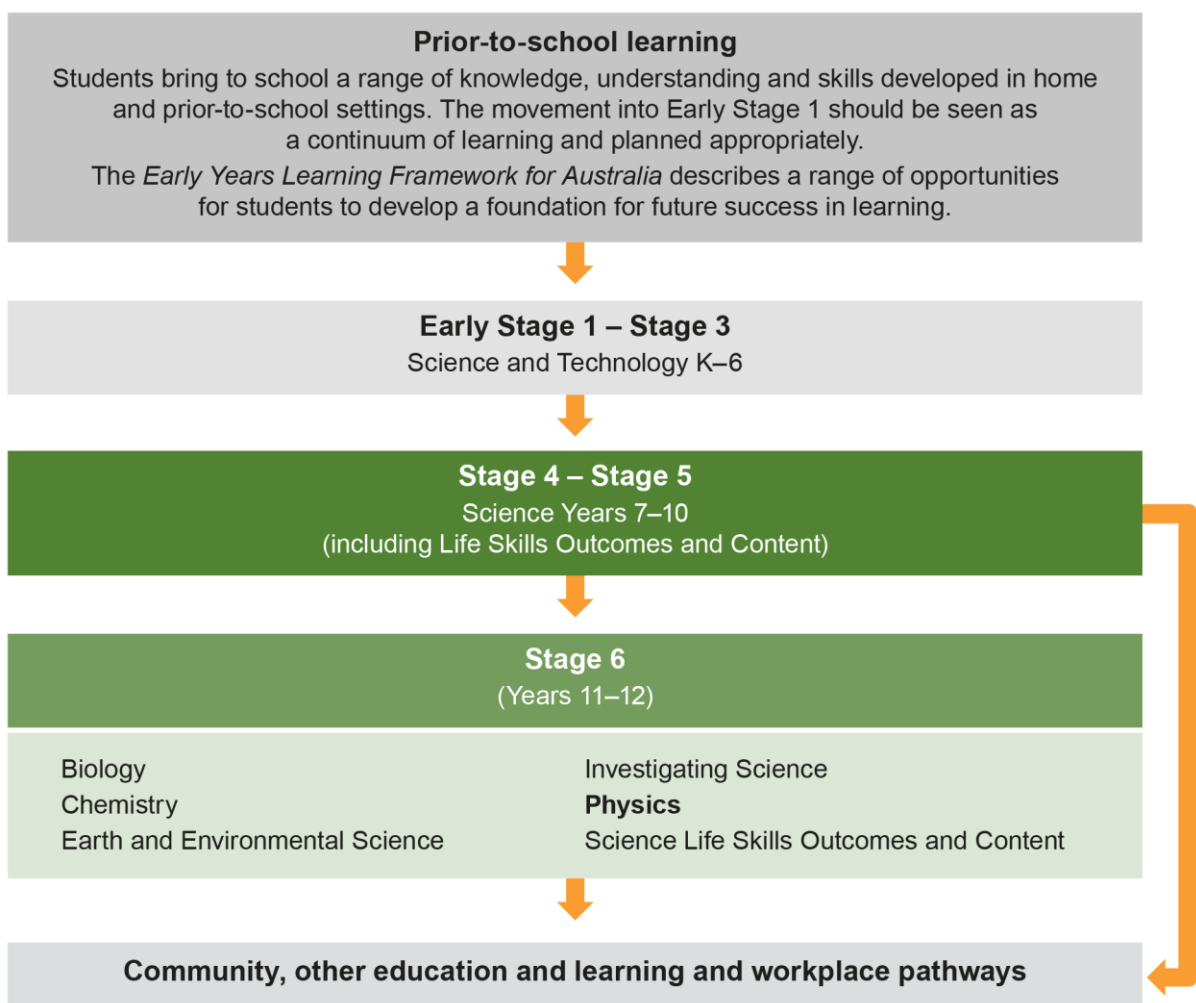 Prior-to-school learning
Students bring to school a range of knowledge, understanding and skills developed in home
and prior-to-school settings. The movement into Early Stage 1 should be seen as
a continuum of learning and planned appropriately.
The Early Years Learning Framework for Australia describes a range of opportunities
for students to develop a foundation for future success in learning.
Early Stage 1 – Stage 3
Science and Technology K–6
Stage 4 – Stage 5
Science Years 7–10
(including Life Skills Outcomes and Content)
Stage 6
(Years 11–12)
Biology
Chemistry
Earth and Environmental Science
Investigating Science
Physics
Science Life Skills Outcomes and Content
Community, other education and learning and workplace pathways